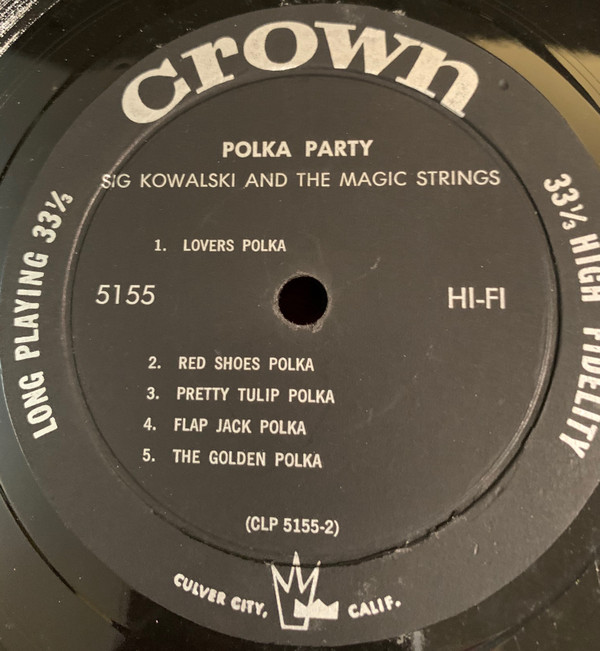 crown
POLKA PARTY
SIG KOWALSKI AND THE MAGIC STRINGS
LONG PLAYING 33⅓
33⅓ HIGH FIDELITY
1. LOVERS POLKA
5155
HI-FI
2. RED SHOES POLKA
3. PRETTY TULIP POLKA
4. FLAP JACK POLKA
5. THE GOLDEN POLKA
(CLP 5155-2)
CULVER CITY, CALIF.